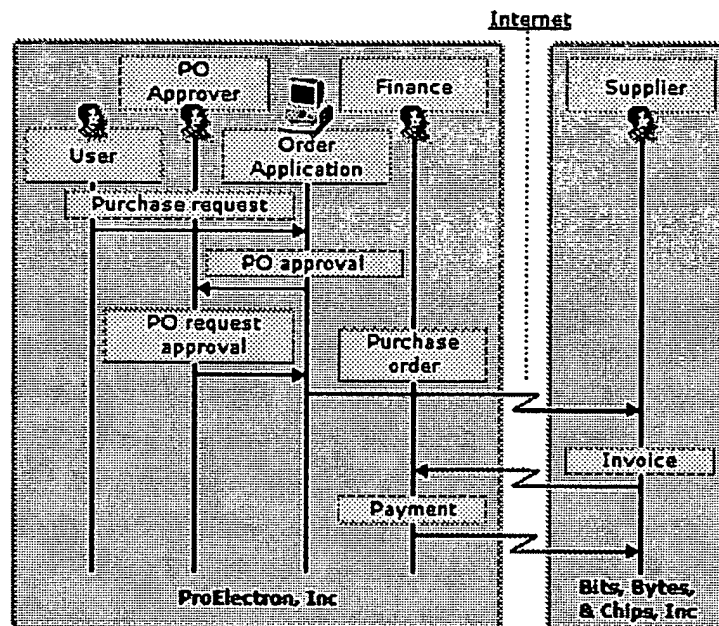 Internet
PO
Approver
Finance
Supplier
User
Order
Application
Purchase request
PO approval
PO request
approval
Purchase
order
Invoice
Payment
ProElectron, Inc
Bits, Bytes,
& Chips, Inc